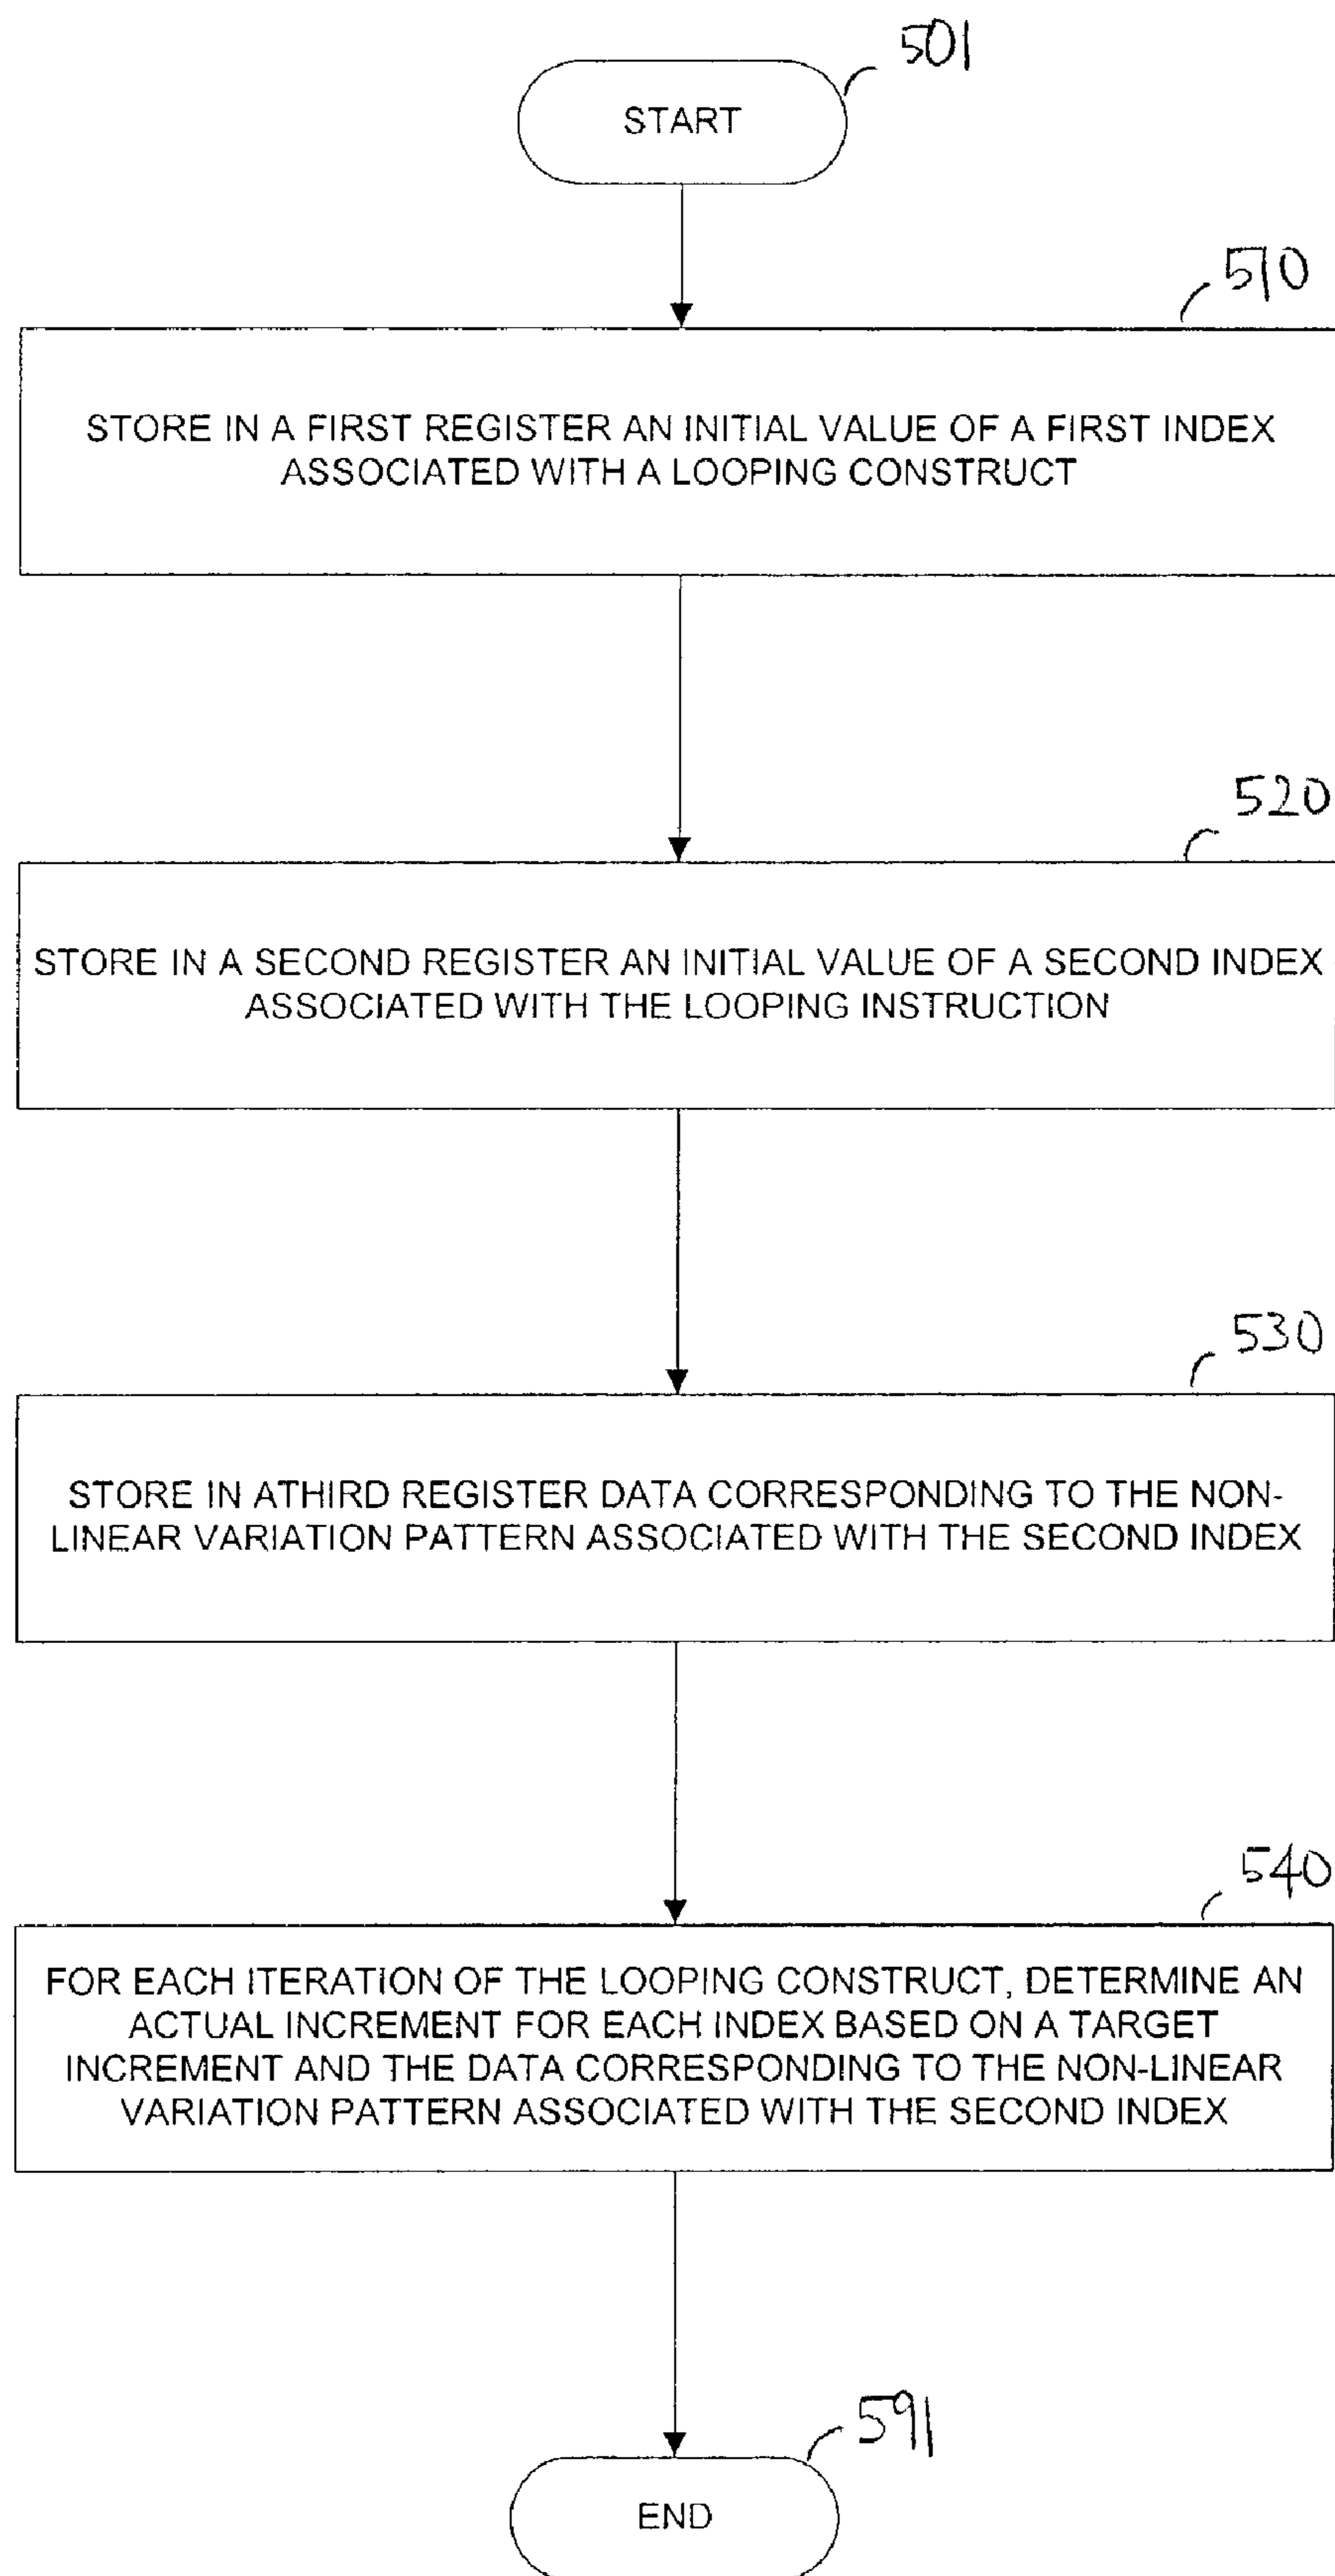 501
START
510
STORE IN A FIRST REGISTER AN INITIAL VALUE OF A FIRST INDEX
ASSOCIATED WITH A LOOPING CONSTRUCT
520
STORE IN A SECOND REGISTER AN INITIAL VALUE OF A SECOND INDEX
ASSOCIATED WITH THE LOOPING INSTRUCTION
530
STORE IN ATHIRD REGISTER DATA CORRESPONDING TO THE NON-
LINEAR VARIATION PATTERN ASSOCIATED WITH THE SECOND INDEX
540
FOR EACH ITERATION OF THE LOOPING CONSTRUCT, DETERMINE AN
ACTUAL INCREMENT FOR EACH INDEX BASED ON A TARGET
INCREMENT AND THE DATA CORRESPONDING TO THE NON-LINEAR
VARIATION PATTERN ASSOCIATED WITH THE SECOND INDEX
591
END